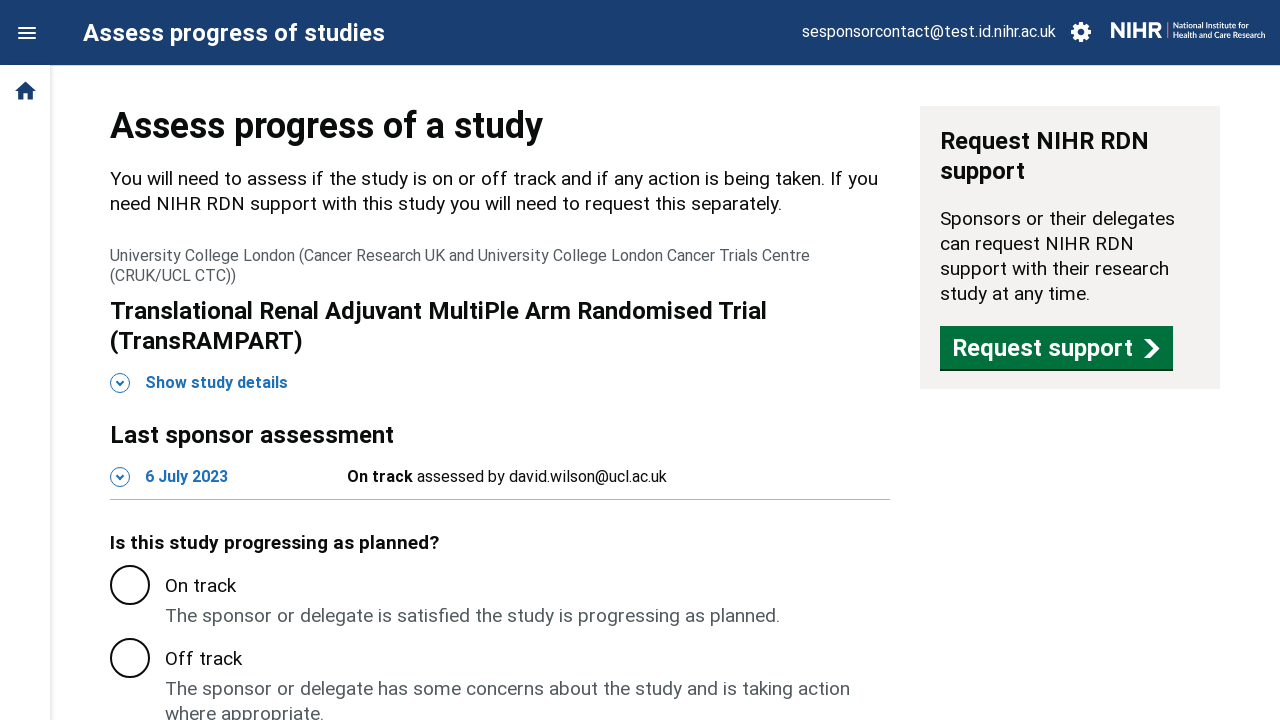 Assess progress of studies
sesponsorcontact@test.id.nihr.ac.uk
NIHR National Institute for
Health and Care Research
Assess progress of a study
You will need to assess if the study is on or off track and if any action is being taken. If you
need NIHR RDN support with this study you will need to request this separately.
University College London (Cancer Research UK and University College London Cancer Trials Centre
(CRUK/UCL CTC))
Translational Renal Adjuvant MultiPle Arm Randomised Trial
(TransRAMPART)
Show study details
Last sponsor assessment
6 July 2023 On track assessed by david.wilson@ucl.ac.uk
Is this study progressing as planned?
On track
The sponsor or delegate is satisfied the study is progressing as planned.
Off track
The sponsor or delegate has some concerns about the study and is taking action
where appropriate.
Request NIHR RDN
support
Sponsors or their delegates
can request NIHR RDN
support with their research
study at any time.
Request support